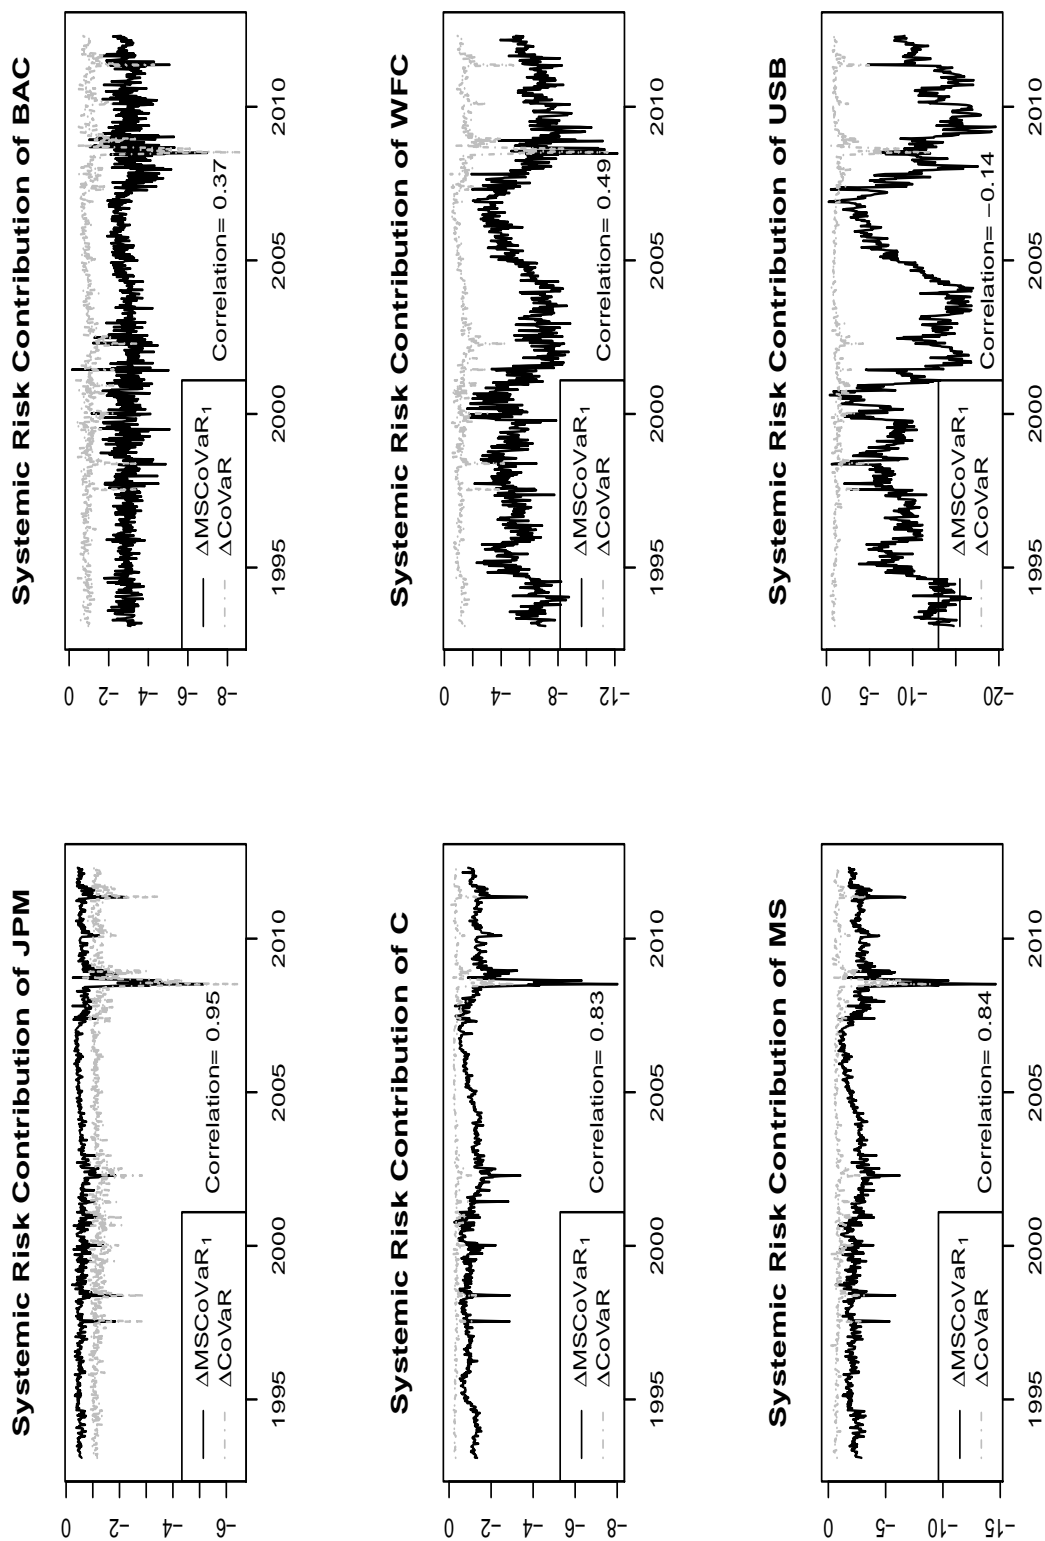 Systemic Risk Contribution of JPM
0
−2
−4
−6
ΔMSCoVaR1
ΔCoVaR
Correlation= 0.95
1995 2000 2005 2010
Systemic Risk Contribution of BAC
0
−2
−4
−6
−8
ΔMSCoVaR1
ΔCoVaR
Correlation= 0.37
1995 2000 2005 2010
Systemic Risk Contribution of C
0
−2
−4
−6
−8
ΔMSCoVaR1
ΔCoVaR
Correlation= 0.83
1995 2000 2005 2010
Systemic Risk Contribution of WFC
0
−4
−8
−12
ΔMSCoVaR1
ΔCoVaR
Correlation= 0.49
1995 2000 2005 2010
Systemic Risk Contribution of MS
0
−5
−10
−15
ΔMSCoVaR1
ΔCoVaR
Correlation= 0.84
1995 2000 2005 2010
Systemic Risk Contribution of USB
0
−5
−10
−20
ΔMSCoVaR1
ΔCoVaR
Correlation= −0.14
1995 2000 2005 2010